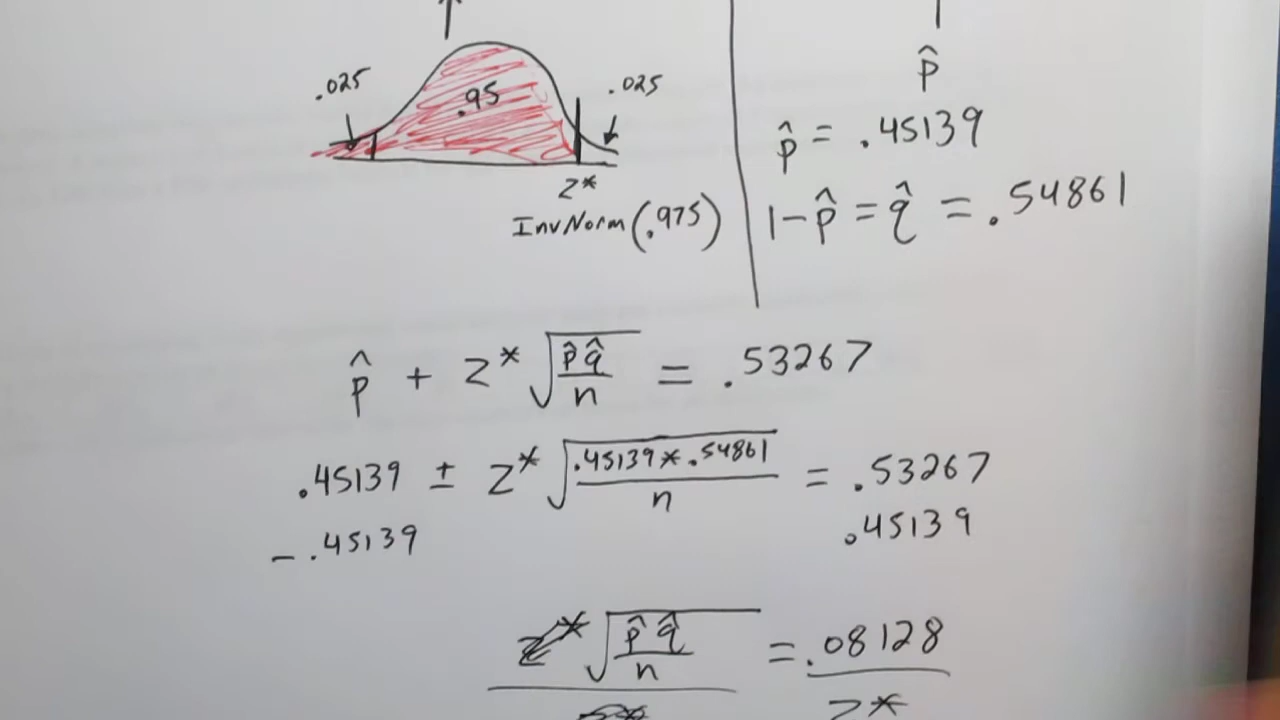 .025
.95
.025
z*
InvNorm(.975)
p̂
p̂ = .45139
1-p̂ = q̂ = .54861
p̂ + z* √(p̂q̂/n) = .53267
.45139 ± z* √(.45139*.54861/n) = .53267
- .45139 .45139
z* √(p̂q̂/n) = .08128
z* z*